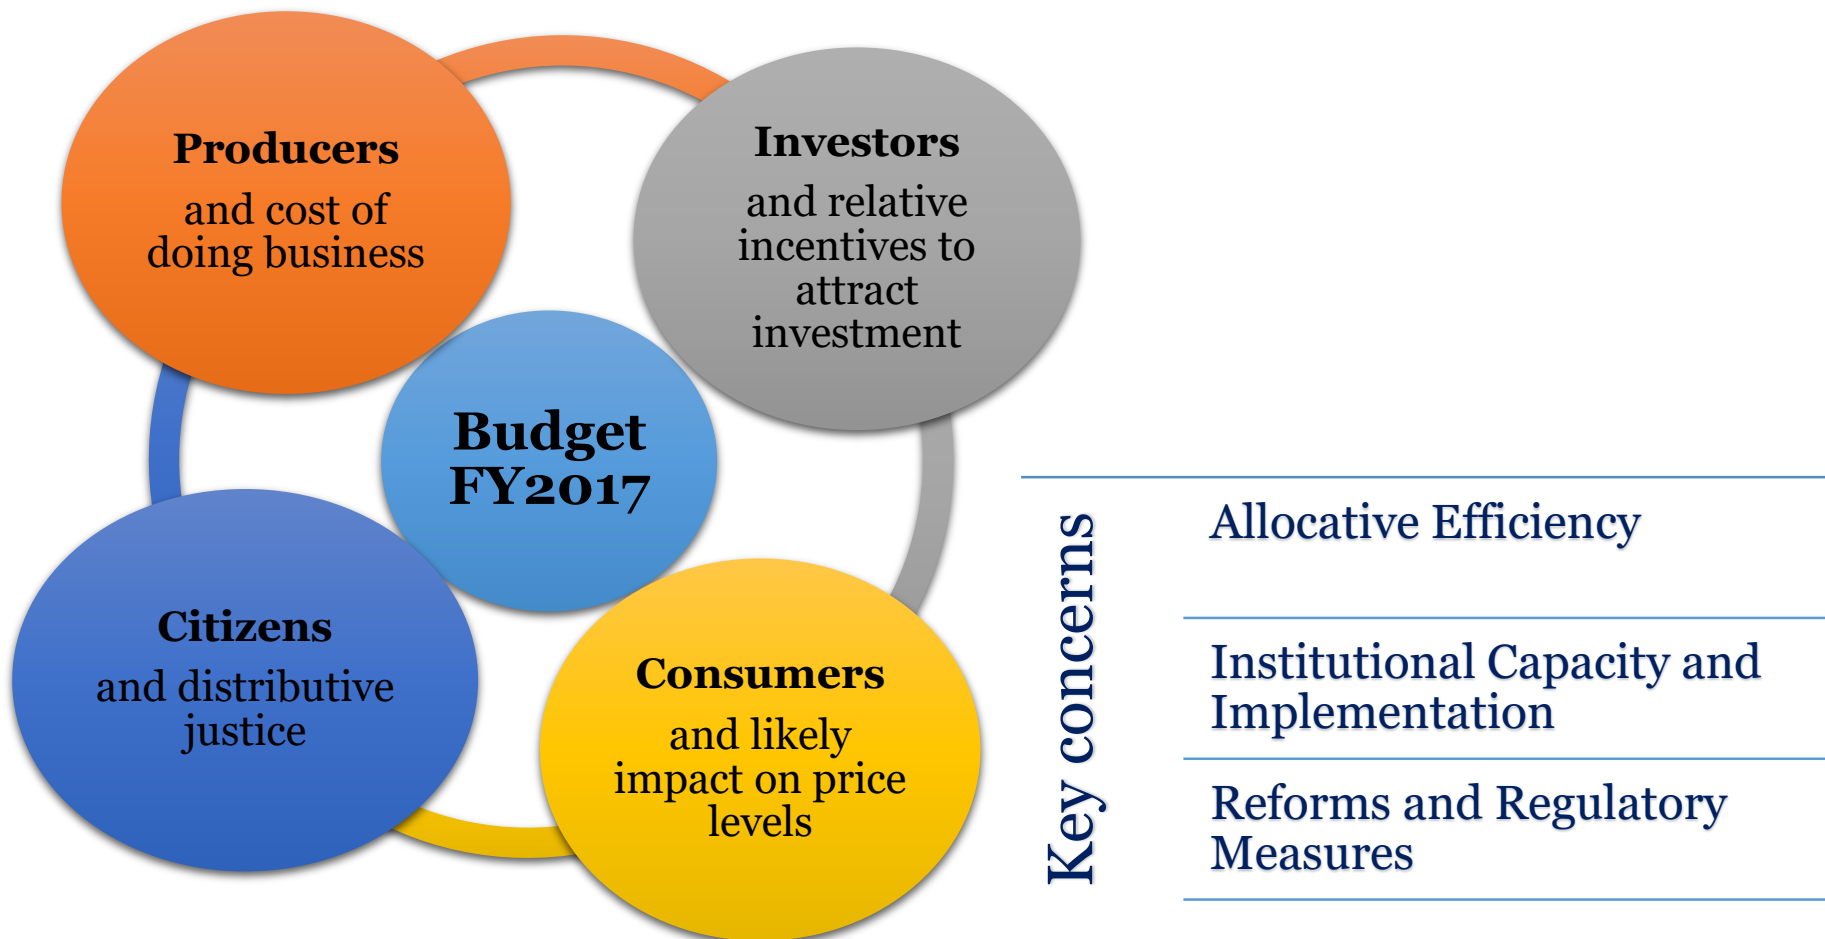 Producers
and cost of
doing business
Investors
and relative
incentives to
attract
investment
Budget
FY2017
Citizens
and distributive
justice
Consumers
and likely
impact on price
levels
Key concerns
Allocative Efficiency
Institutional Capacity and
Implementation
Reforms and Regulatory
Measures